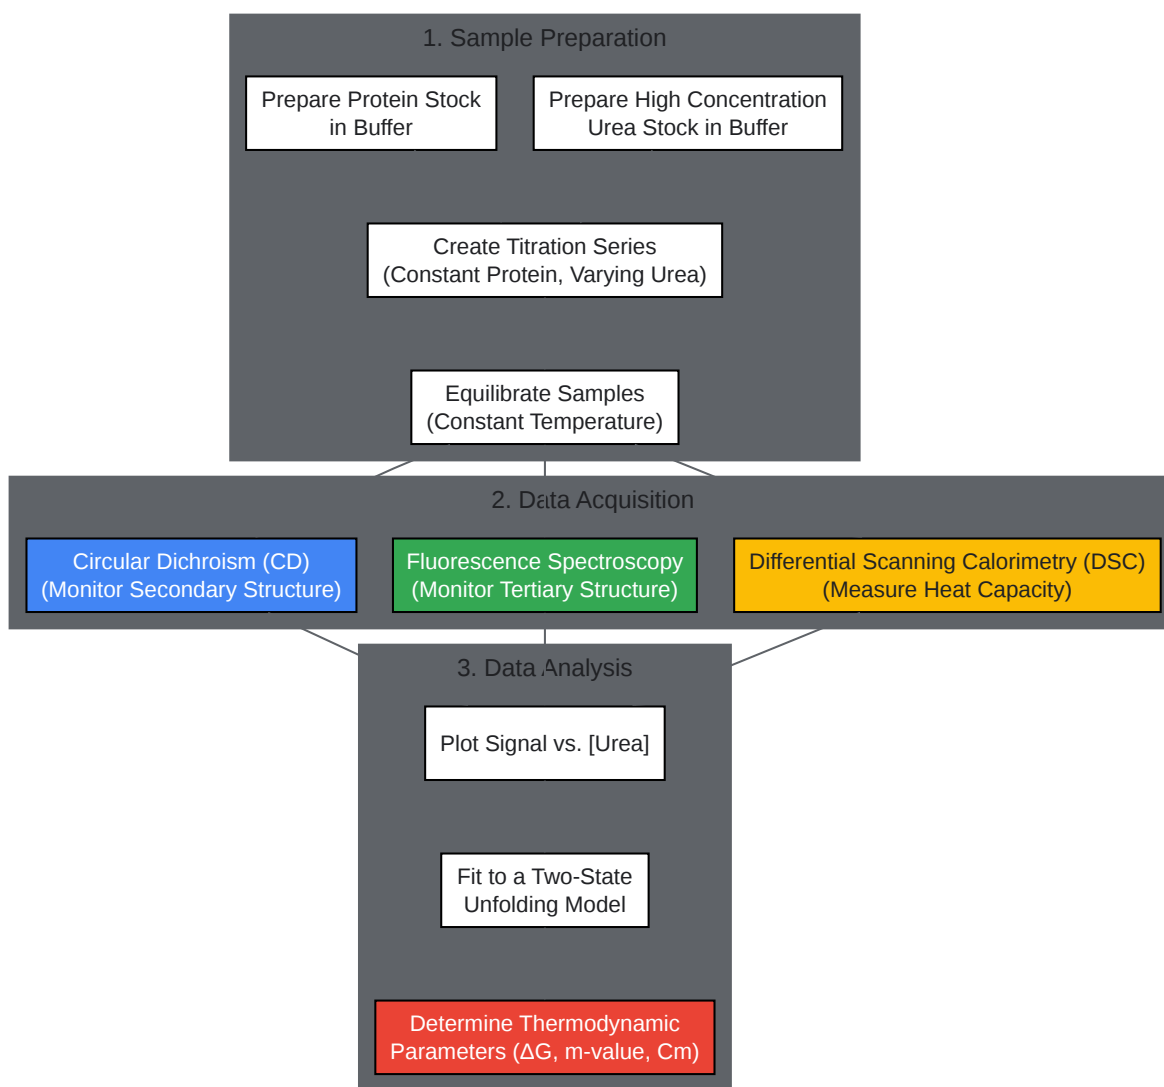 1. Sample Preparation
Prepare Protein Stock
in Buffer
Prepare High Concentration
Urea Stock in Buffer
Create Titration Series
(Constant Protein, Varying Urea)
Equilibrate Samples
(Constant Temperature)
2. Data Acquisition
Circular Dichroism (CD)
(Monitor Secondary Structure)
Fluorescence Spectroscopy
(Monitor Tertiary Structure)
Differential Scanning Calorimetry (DSC)
(Measure Heat Capacity)
3. Data Analysis
Plot Signal vs. [Urea]
Fit to a Two-State
Unfolding Model
Determine Thermodynamic
Parameters (ΔG, m-value, Cm)